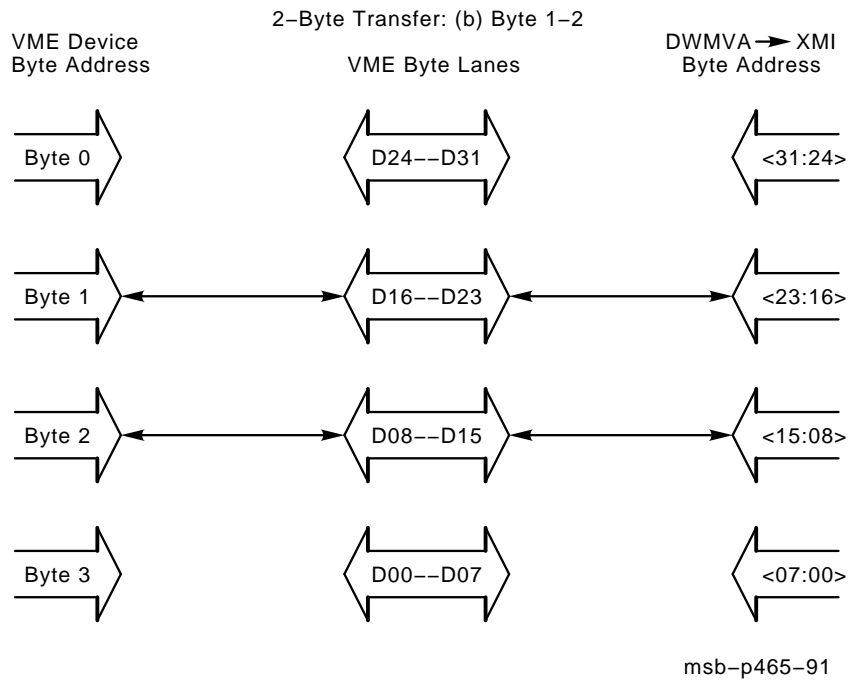 2−Byte Transfer: (b) Byte 1−2
VME Device
Byte Address
VME Byte Lanes
DWMVA → XMI
Byte Address
Byte 0
D24−−D31
<31:24>
Byte 1
D16−−D23
<23:16>
Byte 2
D08−−D15
<15:08>
Byte 3
D00−−D07
<07:00>
msb−p465−91